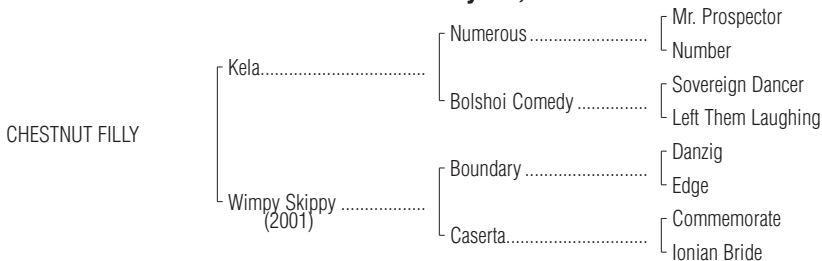 Mr. Prospector
Numerous
Number
Kela
Sovereign Dancer
Bolshoi Comedy
Left Them Laughing
CHESTNUT FILLY
Danzig
Boundary
Edge
Wimpy Skippy
(2001)
Commemorate
Caserta
Ionian Bride